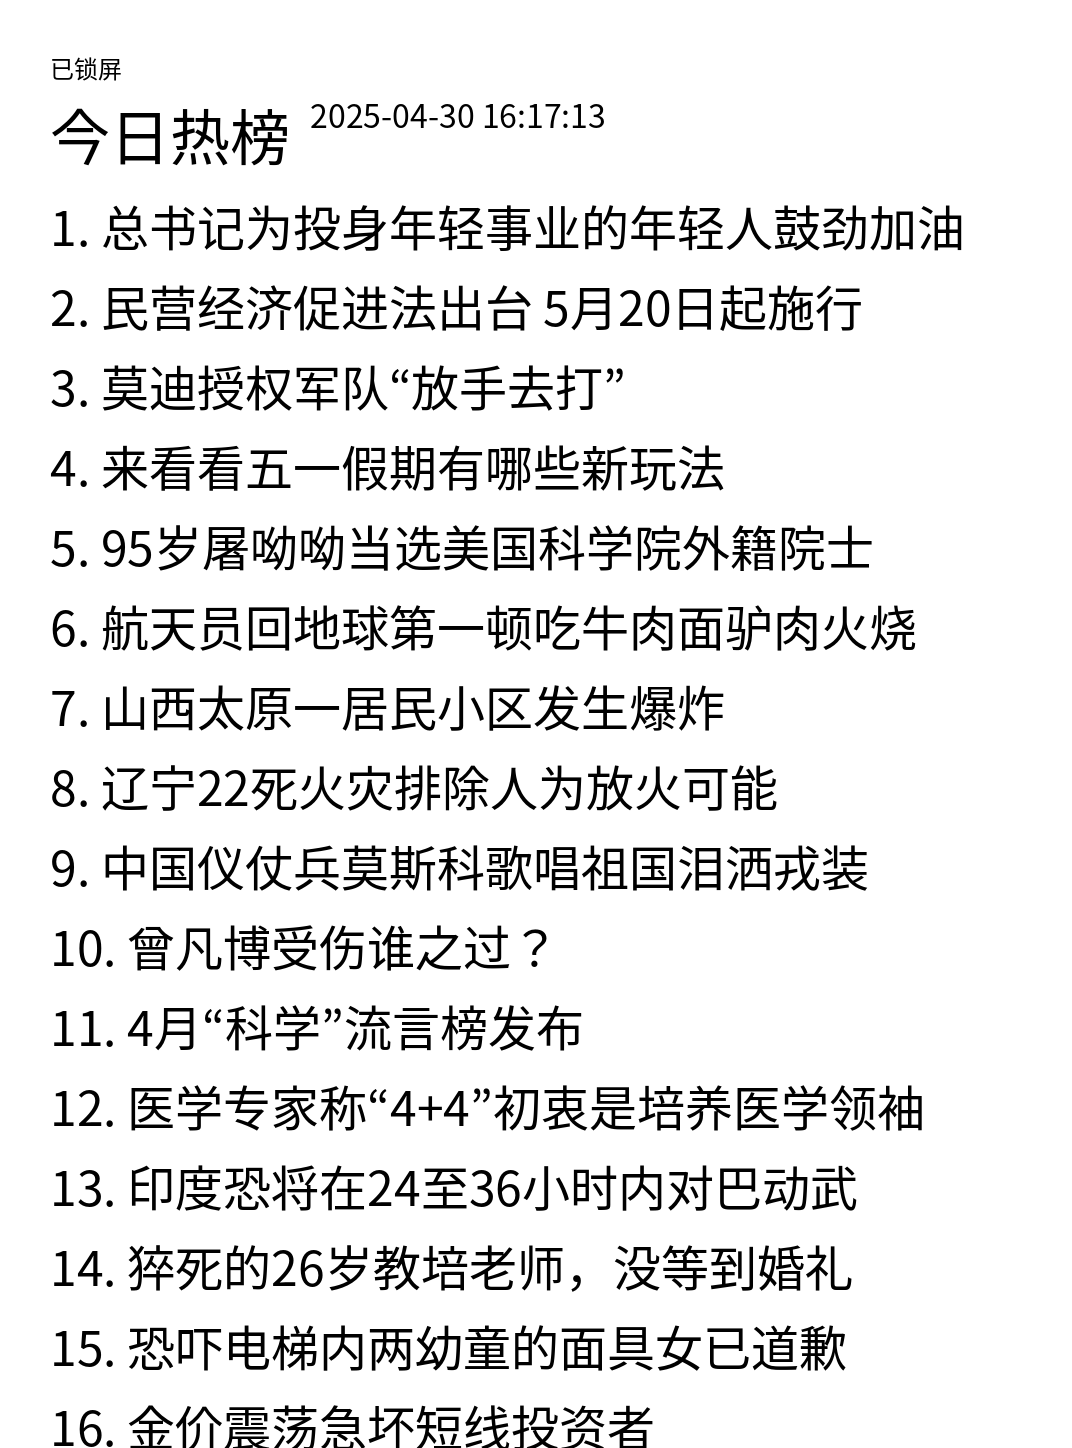 已锁屏
今日热榜 2025-04-30 16:17:13
1. 总书记为投身年轻事业的年轻人鼓劲加油
2. 民营经济促进法出台 5月20日起施行
3. 莫迪授权军队“放手去打”
4. 来看看五一假期有哪些新玩法
5. 95岁屠呦呦当选美国科学院外籍院士
6. 航天员回地球第一顿吃牛肉面驴肉火烧
7. 山西太原一居民小区发生爆炸
8. 辽宁22死火灾排除人为放火可能
9. 中国仪仗兵莫斯科歌唱祖国泪洒戎装
10. 曾凡博受伤谁之过？
11. 4月“科学”流言榜发布
12. 医学专家称“4+4”初衷是培养医学领袖
13. 印度恐将在24至36小时内对巴动武
14. 猝死的26岁教培老师，没等到婚礼
15. 恐吓电梯内两幼童的面具女已道歉
16. 金价震荡急坏短线投资者